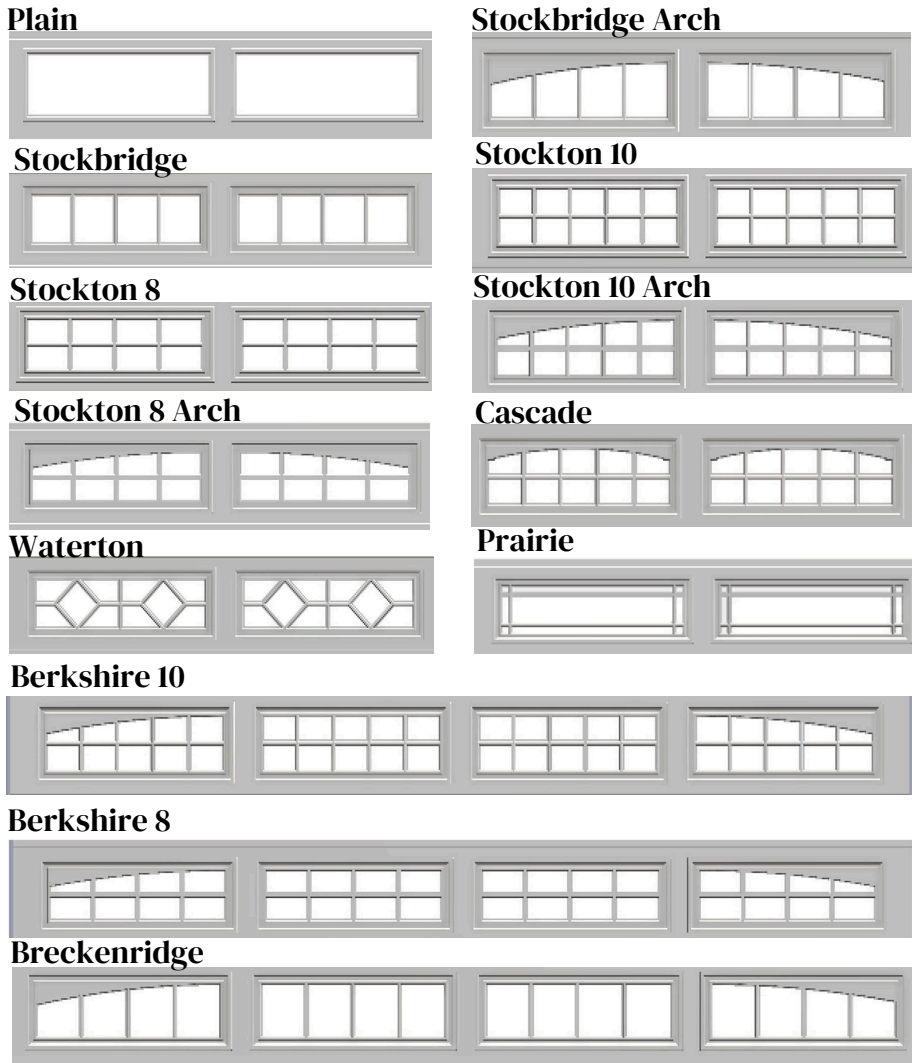 Plain
Stockbridge Arch
Stockbridge
Stockton 10
Stockton 8
Stockton 10 Arch
Stockton 8 Arch
Cascade
Waterton
Prairie
Berkshire 10
Berkshire 8
Breckenridge